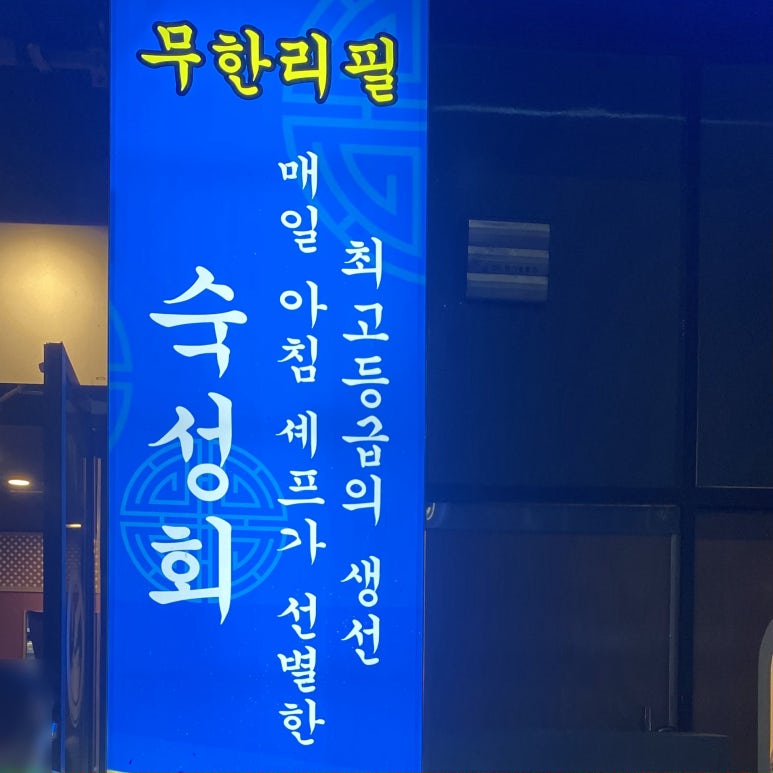 무한리필
매일 아침 셰프가 선별한
최고등급의 생선
숙성회